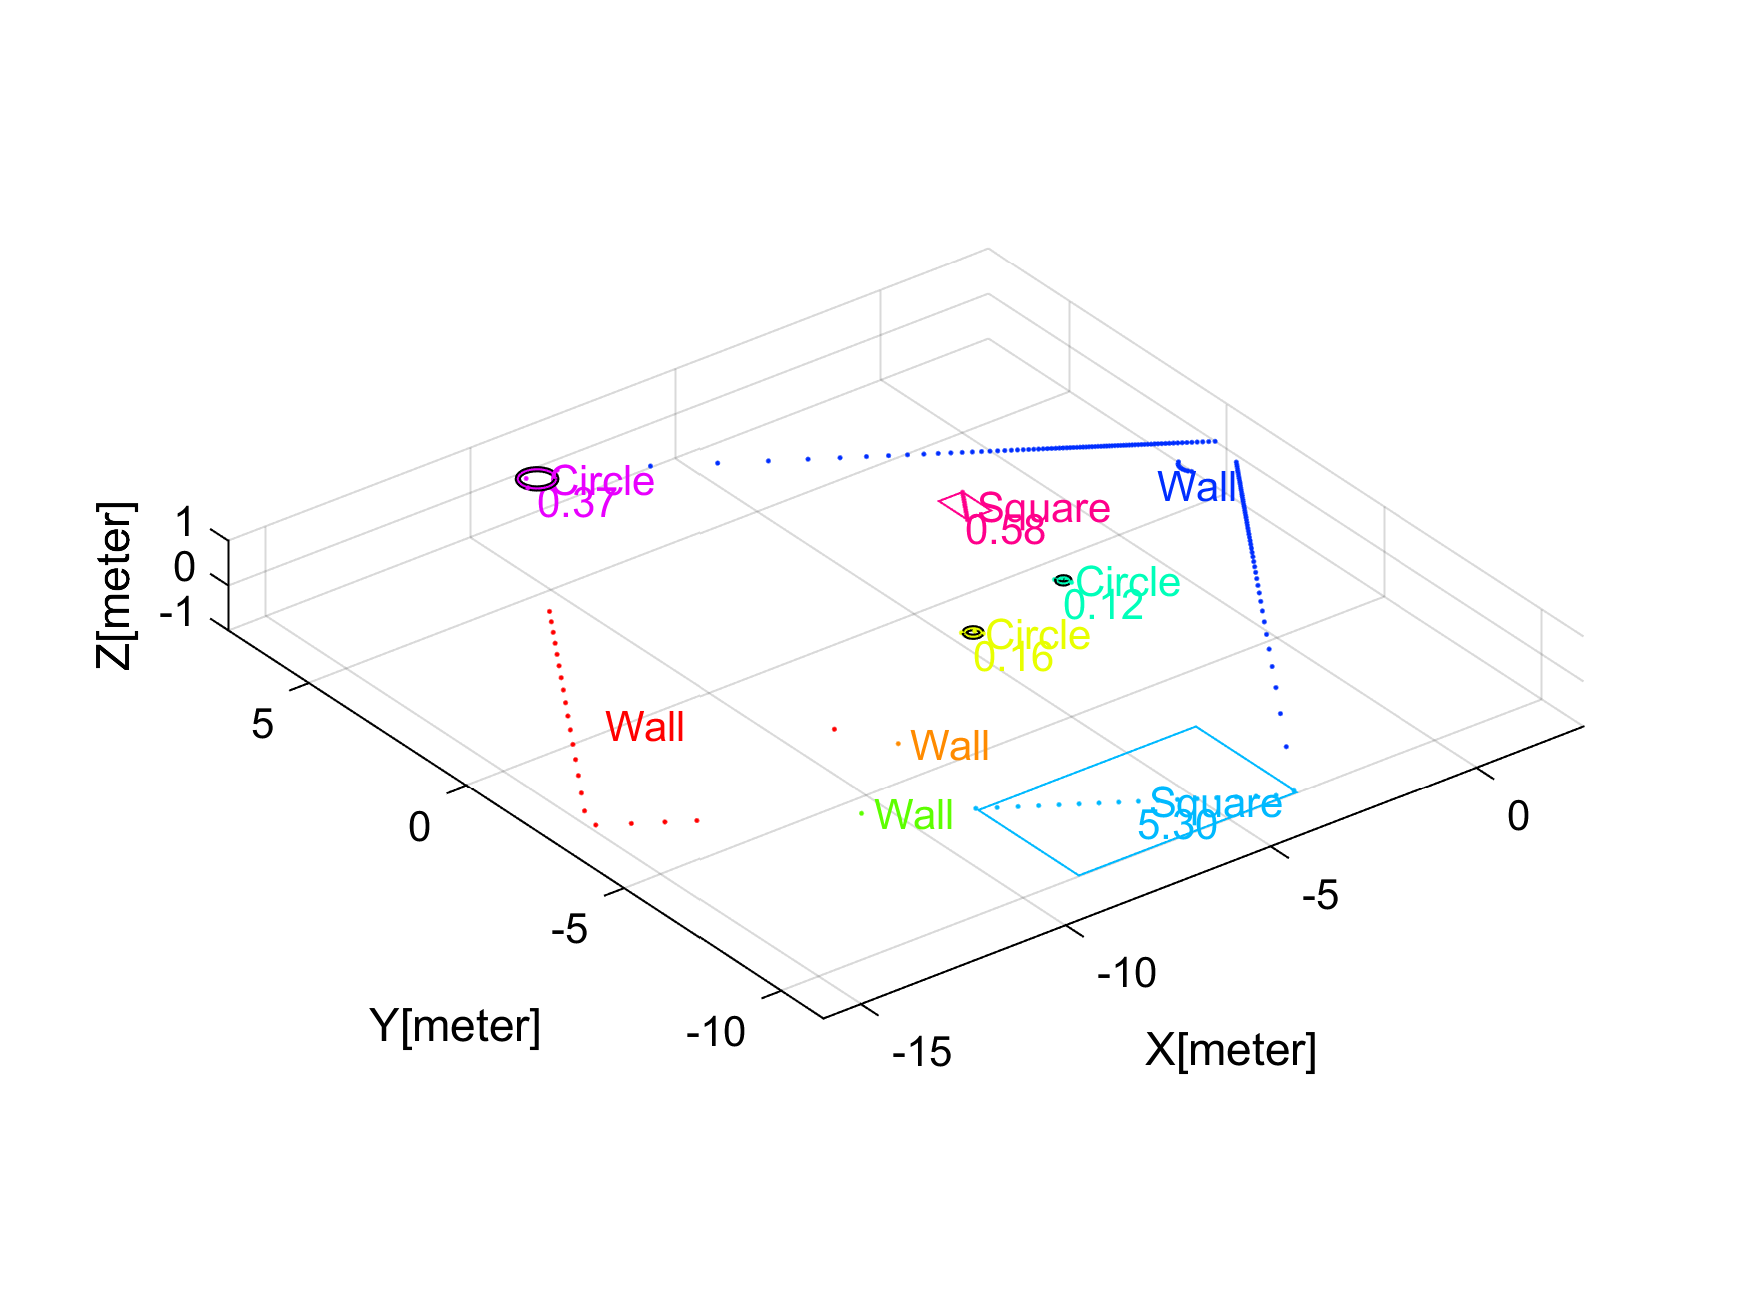 Circle
0.37
Wall
Square
0.58
1
0
-1
Z[meter]
Circle
0.12
Circle
0.16
5
Wall
Wall
Square
5.30
Wall
0
0
-5
-5
-10
Y[meter]
-10
-15
X[meter]